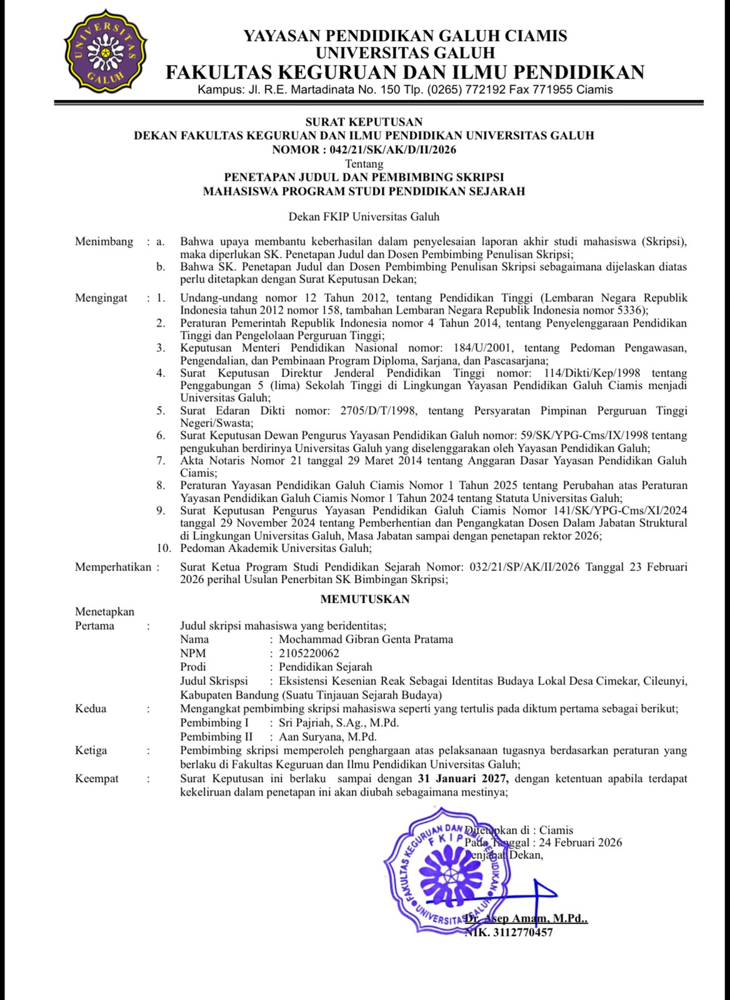 UNIVERSITAS
GALUH
YAYASAN PENDIDIKAN GALUH CIAMIS
UNIVERSITAS GALUH
FAKULTAS KEGURUAN DAN ILMU PENDIDIKAN
Kampus: Jl. R.E. Martadinata No. 150 Tlp. (0265) 772192 Fax 771955 Ciamis
SURAT KEPUTUSAN
DEKAN FAKULTAS KEGURUAN DAN ILMU PENDIDIKAN UNIVERSITAS GALUH
NOMOR : 042/21/SK/AK/D/II/2026
Tentang
PENETAPAN JUDUL DAN PEMBIMBING SKRIPSI
MAHASISWA PROGRAM STUDI PENDIDIKAN SEJARAH
Dekan FKIP Universitas Galuh
Menimbang : a. Bahwa upaya membantu keberhasilan dalam penyelesaian laporan akhir studi mahasiswa (Skripsi),
maka diperlukan SK. Penetapan Judul dan Dosen Pembimbing Penulisan Skripsi;
b. Bahwa SK. Penetapan Judul dan Dosen Pembimbing Penulisan Skripsi sebagaimana dijelaskan diatas
perlu ditetapkan dengan Surat Keputusan Dekan;
Mengingat : 1. Undang-undang nomor 12 Tahun 2012, tentang Pendidikan Tinggi (Lembaran Negara Republik
Indonesia tahun 2012 nomor 158, tambahan Lembaran Negara Republik Indonesia nomor 5336);
2. Peraturan Pemerintah Republik Indonesia nomor 4 Tahun 2014, tentang Penyelenggaraan Pendidikan
Tinggi dan Pengelolaan Perguruan Tinggi;
3. Keputusan Menteri Pendidikan Nasional nomor: 184/U/2001, tentang Pedoman Pengawasan,
Pengendalian, dan Pembinaan Program Diploma, Sarjana, dan Pascasarjana;
4. Surat Keputusan Direktur Jenderal Pendidikan Tinggi nomor: 114/Dikti/Kep/1998 tentang
Penggabungan 5 (lima) Sekolah Tinggi di Lingkungan Yayasan Pendidikan Galuh Ciamis menjadi
Universitas Galuh;
5. Surat Edaran Dikti nomor: 2705/D/T/1998, tentang Persyaratan Pimpinan Perguruan Tinggi
Negeri/Swasta;
6. Surat Keputusan Dewan Pengurus Yayasan Pendidikan Galuh nomor: 59/SK/YPG-Cms/IX/1998 tentang
pengukuhan berdirinya Universitas Galuh yang diselenggarakan oleh Yayasan Pendidikan Galuh;
7. Akta Notaris Nomor 21 tanggal 29 Maret 2014 tentang Anggaran Dasar Yayasan Pendidikan Galuh
Ciamis;
8. Peraturan Yayasan Pendidikan Galuh Ciamis Nomor 1 Tahun 2025 tentang Perubahan atas Peraturan
Yayasan Pendidikan Galuh Ciamis Nomor 1 Tahun 2024 tentang Statuta Universitas Galuh;
9. Surat Keputusan Pengurus Yayasan Pendidikan Galuh Ciamis Nomor 141/SK/YPG-Cms/XI/2024
tanggal 29 November 2024 tentang Pemberhentian dan Pengangkatan Dosen Dalam Jabatan Struktural
di Lingkungan Universitas Galuh, Masa Jabatan sampai dengan penetapan rektor 2026;
10. Pedoman Akademik Universitas Galuh;
Memperhatikan : Surat Ketua Program Studi Pendidikan Sejarah Nomor: 032/21/SP/AK/II/2026 Tanggal 23 Februari
2026 perihal Usulan Penerbitan SK Bimbingan Skripsi;
MEMUTUSKAN
Menetapkan
Pertama : Judul skripsi mahasiswa yang beridentitas;
Nama : Mochammad Gibran Genta Pratama
NPM : 2105220062
Prodi : Pendidikan Sejarah
Judul Skrispsi : Eksistensi Kesenian Reak Sebagai Identitas Budaya Lokal Desa Cimekar, Cileunyi,
Kabupaten Bandung (Suatu Tinjauan Sejarah Budaya)
Kedua : Mengangkat pembimbing skripsi mahasiswa seperti yang tertulis pada diktum pertama sebagai berikut;
Pembimbing I : Sri Pajriah, S.Ag., M.Pd.
Pembimbing II : Aan Suryana, M.Pd.
Ketiga : Pembimbing skripsi memperoleh penghargaan atas pelaksanaan tugasnya berdasarkan peraturan yang
berlaku di Fakultas Keguruan dan Ilmu Pendidikan Universitas Galuh;
Keempat : Surat Keputusan ini berlaku sampai dengan 31 Januari 2027, dengan ketentuan apabila terdapat
kekeliruan dalam penetapan ini akan diubah sebagaimana mestinya;
Ditetapkan di : Ciamis
Pada Tanggal : 24 Februari 2026
Penjabat Dekan,
FAKULTAS KEGURUAN DAN ILMU PENDIDIKAN
FKIP
UNIVERSITAS GALUH
Dr. Asep Amam, M.Pd..
NIK. 3112770457